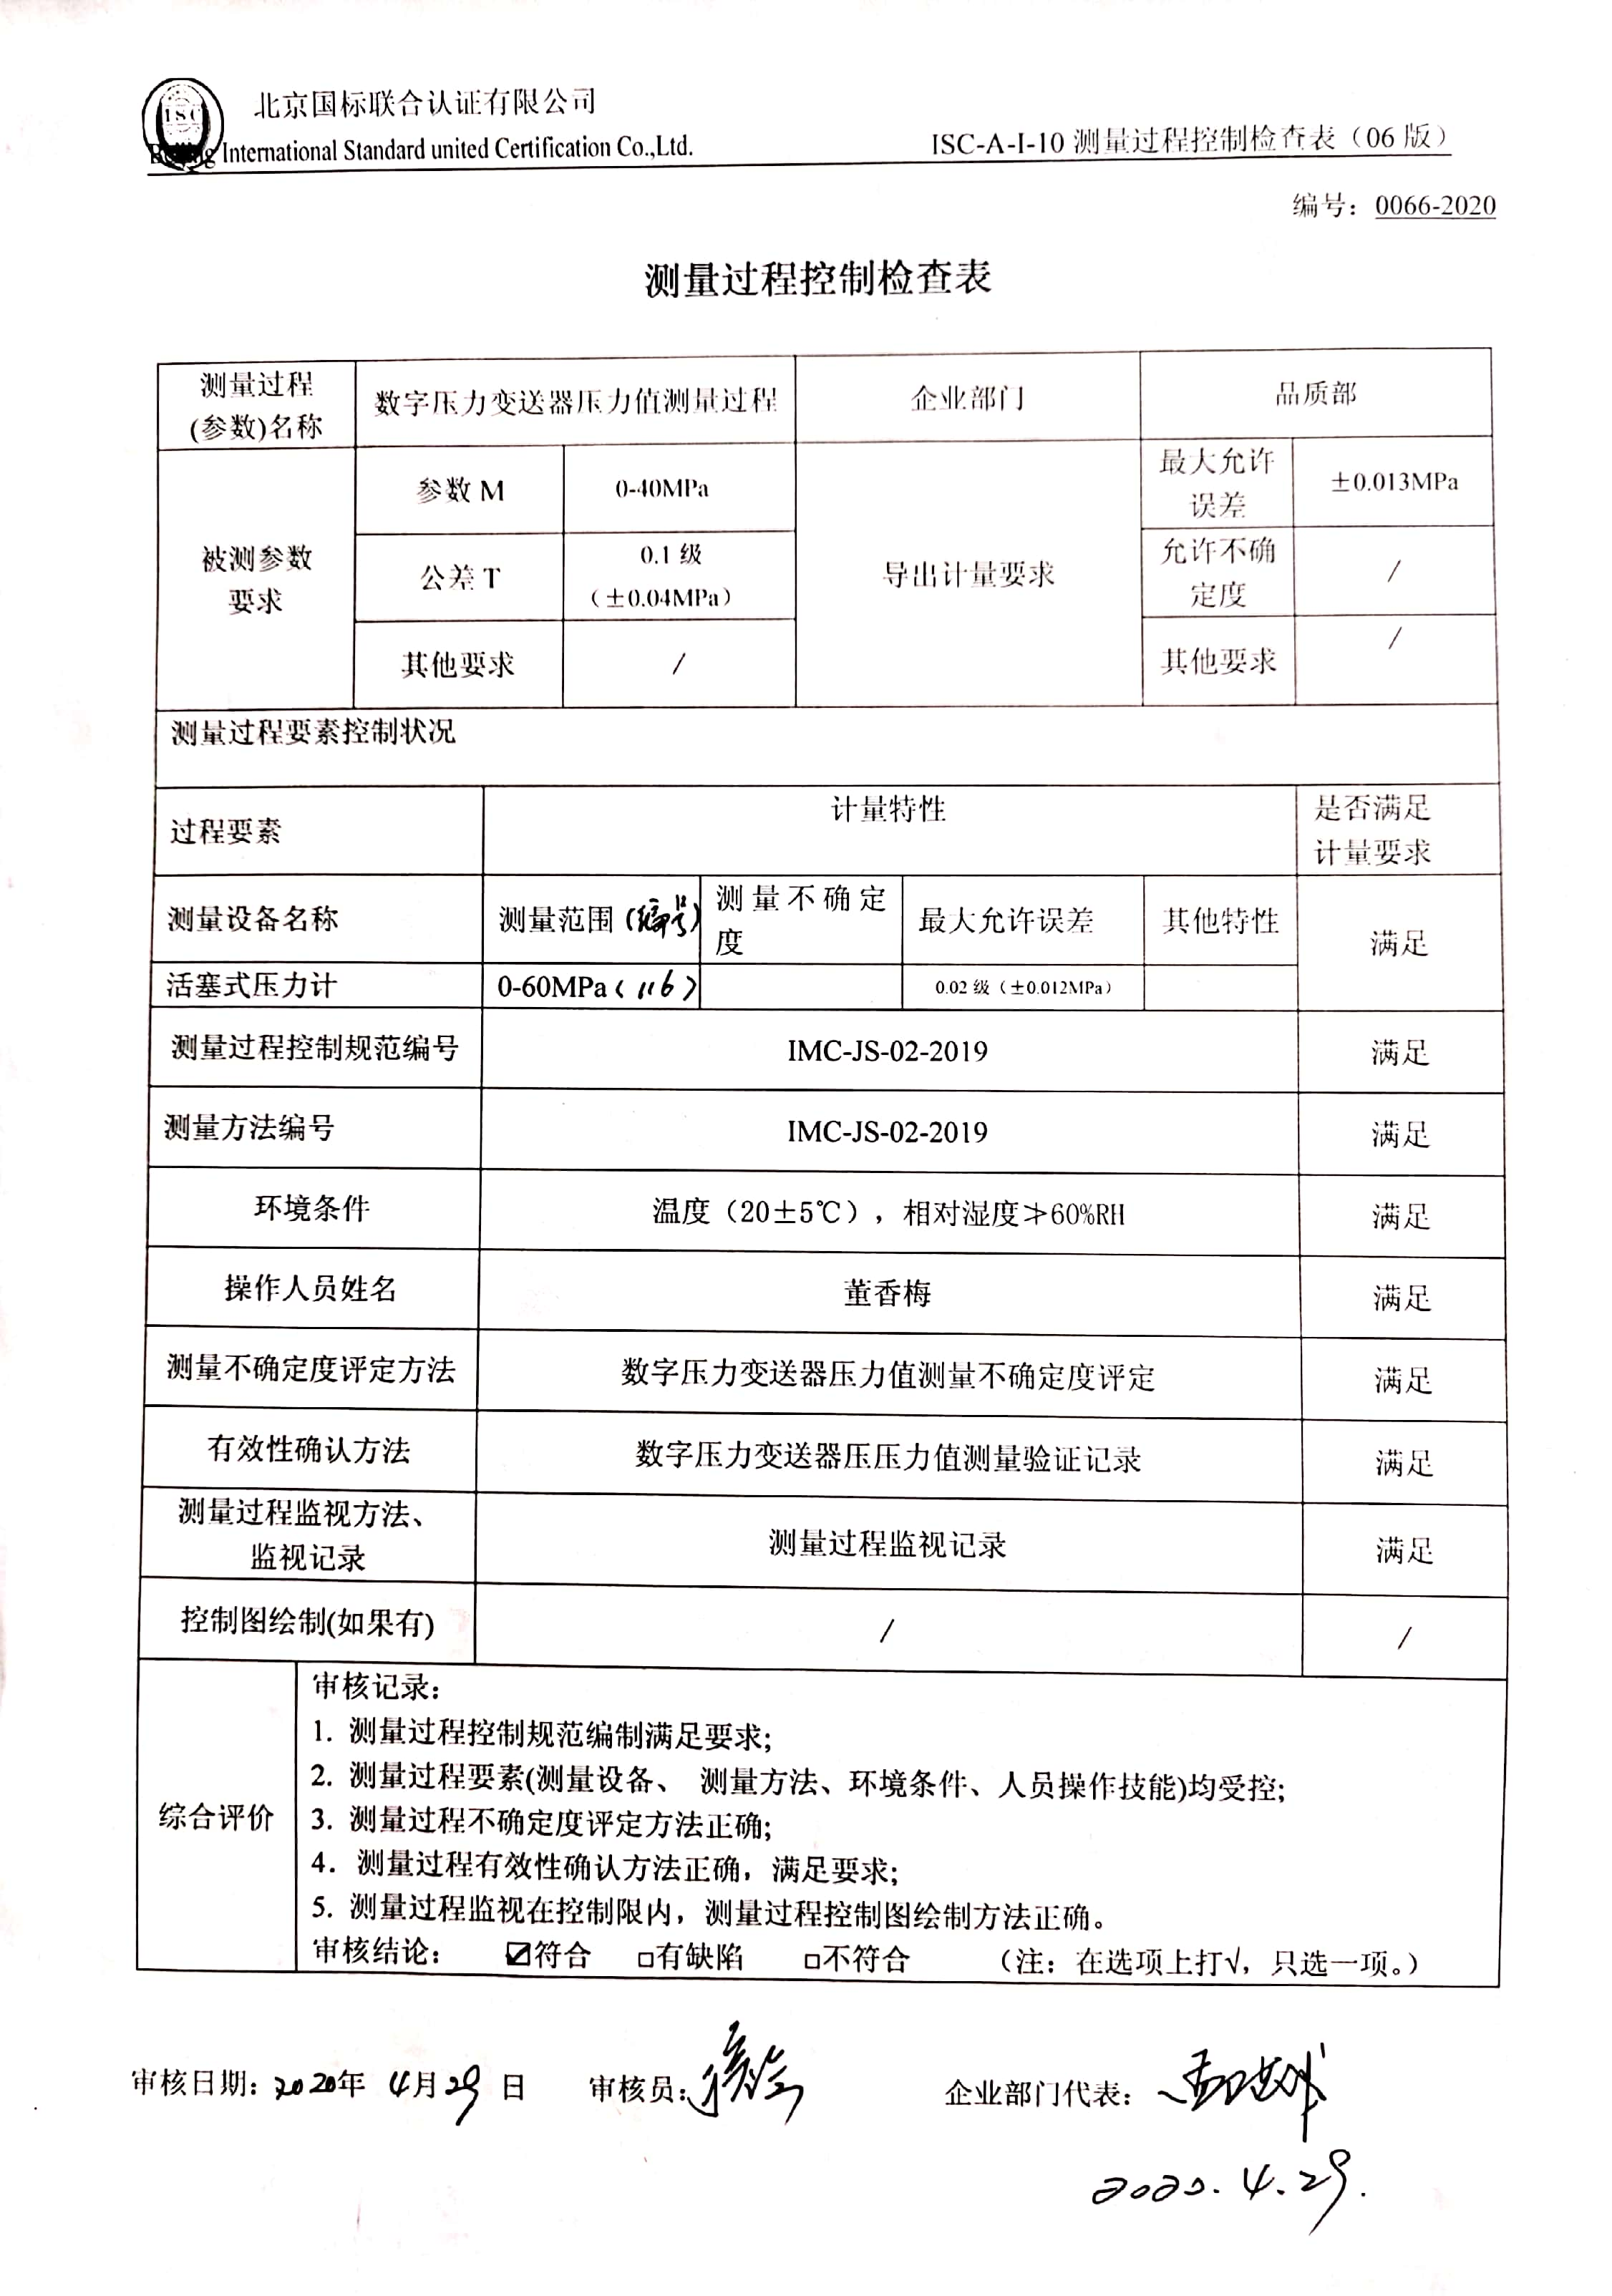 ISC
北京国标联合认证有限公司
Beijing International Standard united Certification Co.,Ltd.
ISC-A-I-10 测量过程控制检查表（06 版）
编号：0066-2020
测量过程控制检查表
测量过程
(参数)名称
数字压力变送器压力值测量过程
企业部门
品质部
被测参数
要求
参数 M
0-40MPa
导出计量要求
最大允许
误差
±0.013MPa
公差 T
0.1 级
（±0.04MPa）
允许不确
定度
/
其他要求
/
其他要求
/
测量过程要素控制状况
过程要素
计量特性
是否满足
计量要求
测量设备名称
测量范围(编号)
测量不确定
度
最大允许误差
其他特性
满足
活塞式压力计
0-60MPa（116）
0.02 级（±0.012MPa）
测量过程控制规范编号
IMC-JS-02-2019
满足
测量方法编号
IMC-JS-02-2019
满足
环境条件
温度（20±5℃），相对湿度≯60%RH
满足
操作人员姓名
董香梅
满足
测量不确定度评定方法
数字压力变送器压力值测量不确定度评定
满足
有效性确认方法
数字压力变送器压压力值测量验证记录
满足
测量过程监视方法、
监视记录
测量过程监视记录
满足
控制图绘制(如果有)
/
/
综合评价
审核记录:
1. 测量过程控制规范编制满足要求;
2. 测量过程要素(测量设备、 测量方法、环境条件、人员操作技能)均受控;
3. 测量过程不确定度评定方法正确;
4. 测量过程有效性确认方法正确，满足要求;
5. 测量过程监视在控制限内，测量过程控制图绘制方法正确。
审核结论： ☑符合 □有缺陷 □不符合 （注：在选项上打√，只选一项。）
审核日期: 2020年 4月29 日 审核员: 企业部门代表:
2020.4.29.